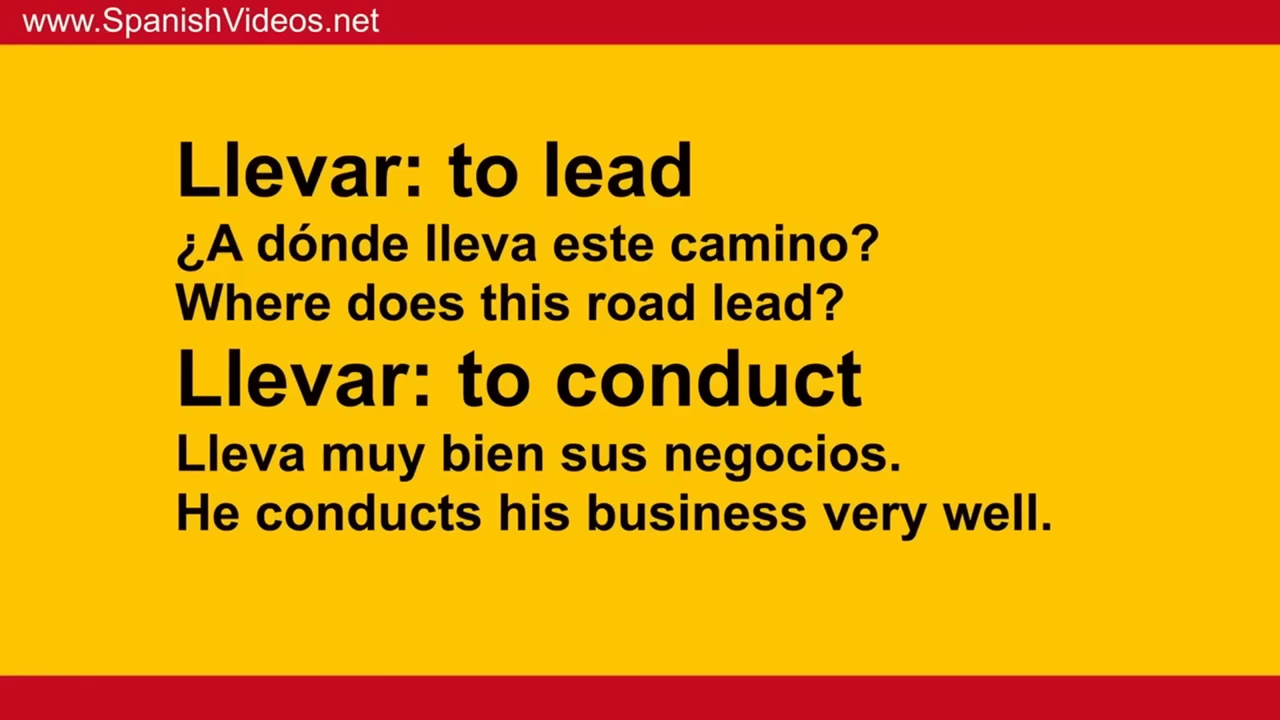 www.SpanishVideos.net
Llevar: to lead
¿A dónde lleva este camino?
Where does this road lead?
Llevar: to conduct
Lleva muy bien sus negocios.
He conducts his business very well.